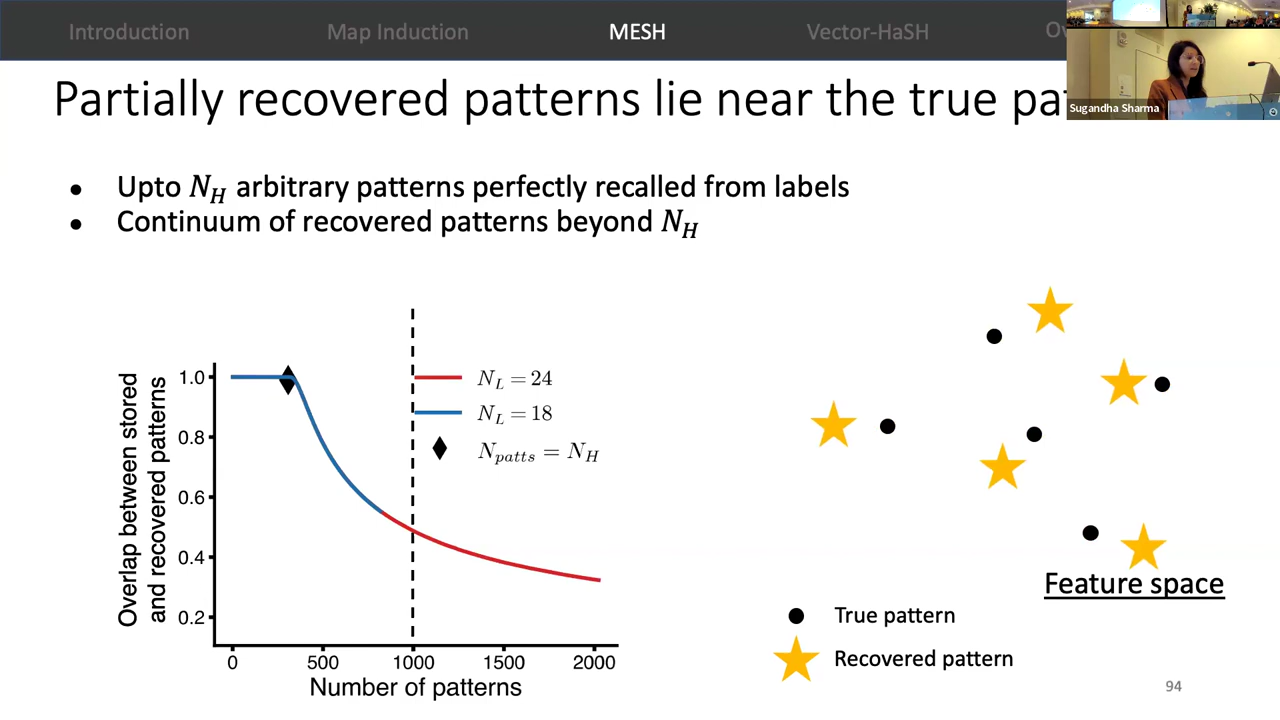 Introduction
Map Induction
MESH
Vector-HaSH
Partially recovered patterns lie near the true
Sugandha Sharma
• Upto N_H arbitrary patterns perfectly recalled from labels
• Continuum of recovered patterns beyond N_H
Overlap between stored
and recovered patterns
1.0
0.8
0.6
0.4
0.2
0
500
1000
1500
2000
Number of patterns
N_L = 24
N_L = 18
N_patts = N_H
Feature space
True pattern
Recovered pattern
94